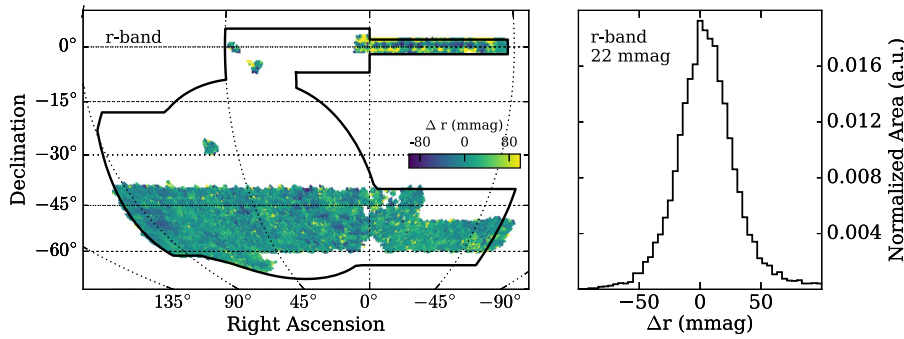 r-band
0°
−15°
−30°
−45°
−60°
Declination
Δ r (mmag)
-80 0 80
135° 90° 45° 0° −45° −90°
Right Ascension
r-band
22 mmag
0.016
0.012
0.008
0.004
Normalized Area (a.u.)
−50 0 50
Δr (mmag)